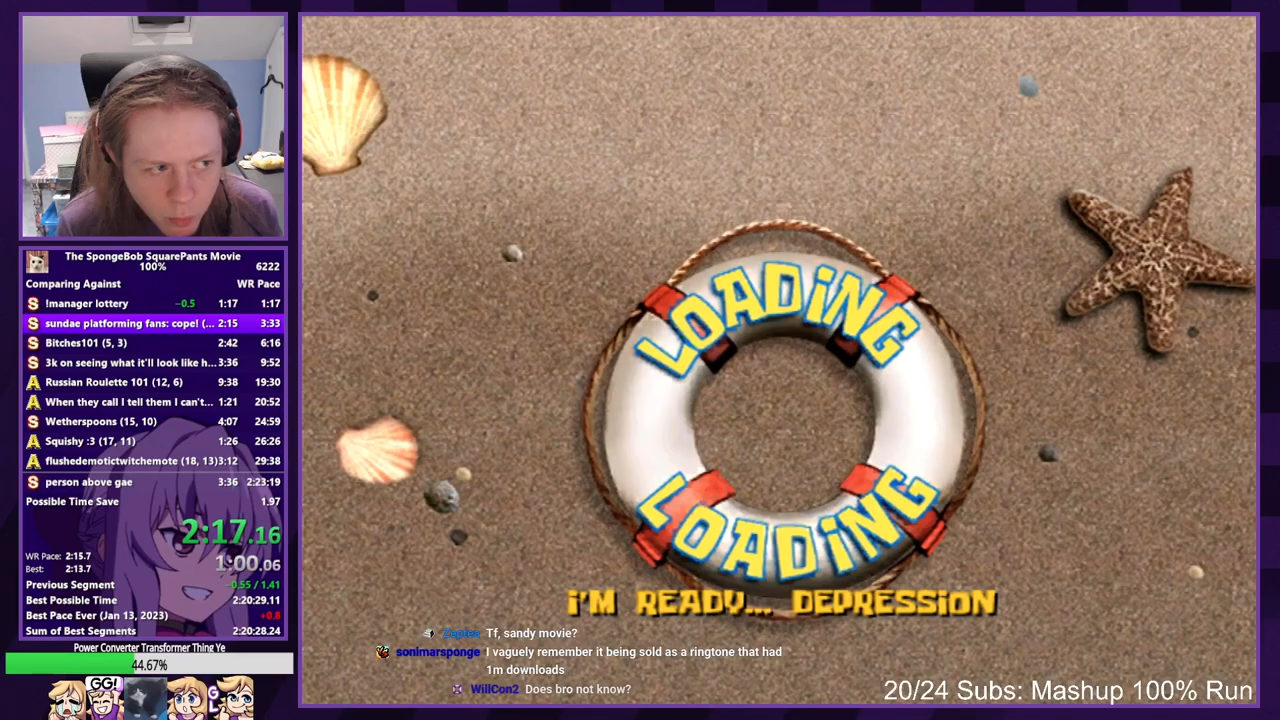 The SpongeBob SquarePants Movie
100% 6222
Comparing Against WR Pace
S !manager lottery −0.5 1:17 1:17
S sundae platforming fans: cope! (... 2:15 3:33
S Bitches101 (5, 3) 2:42 6:16
S 3k on seeing what it'll look like h... 3:36 9:52
A Russian Roulette 101 (12, 6) 9:38 19:30
A When they call I tell them I can't... 1:21 20:52
S Wetherspoons (15, 10) 4:07 24:59
A Squishy :3 (17, 11) 1:26 26:26
A flushedemotictwitchemote (18, 13) 3:12 29:38
S person above gae 3:36 2:23:19
Possible Time Save 1.97
2:17.16
WR Pace: 2:15.7
Best: 2:13.7
1:00.06
Previous Segment −0.55 / 1.41
Best Possible Time 2:20:29.11
Best Pace Ever (Jan 13, 2023) +0.8
Sum of Best Segments 2:20:28.24
Power Converter Transformer Thing Ye
44.67%
GG!
GL
LOADiNG
LOADiNG
i'M READY... DEPRESSiON
Zeptea Tf, sandy movie?
sonimarsponge I vaguely remember it being sold as a ringtone that had
1m downloads
WillCon2 Does bro not know?
20/24 Subs: Mashup 100% Run